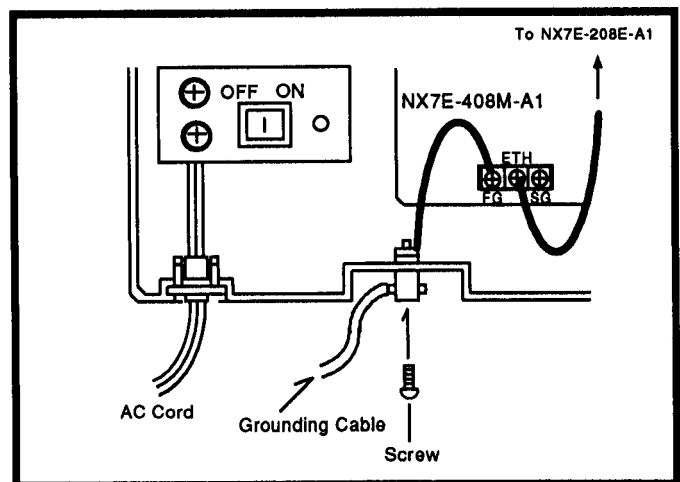 To NX7E-208E-A1
OFF ON
NX7E-408M-A1
ETH
FG SG
AC Cord
Grounding Cable
Screw